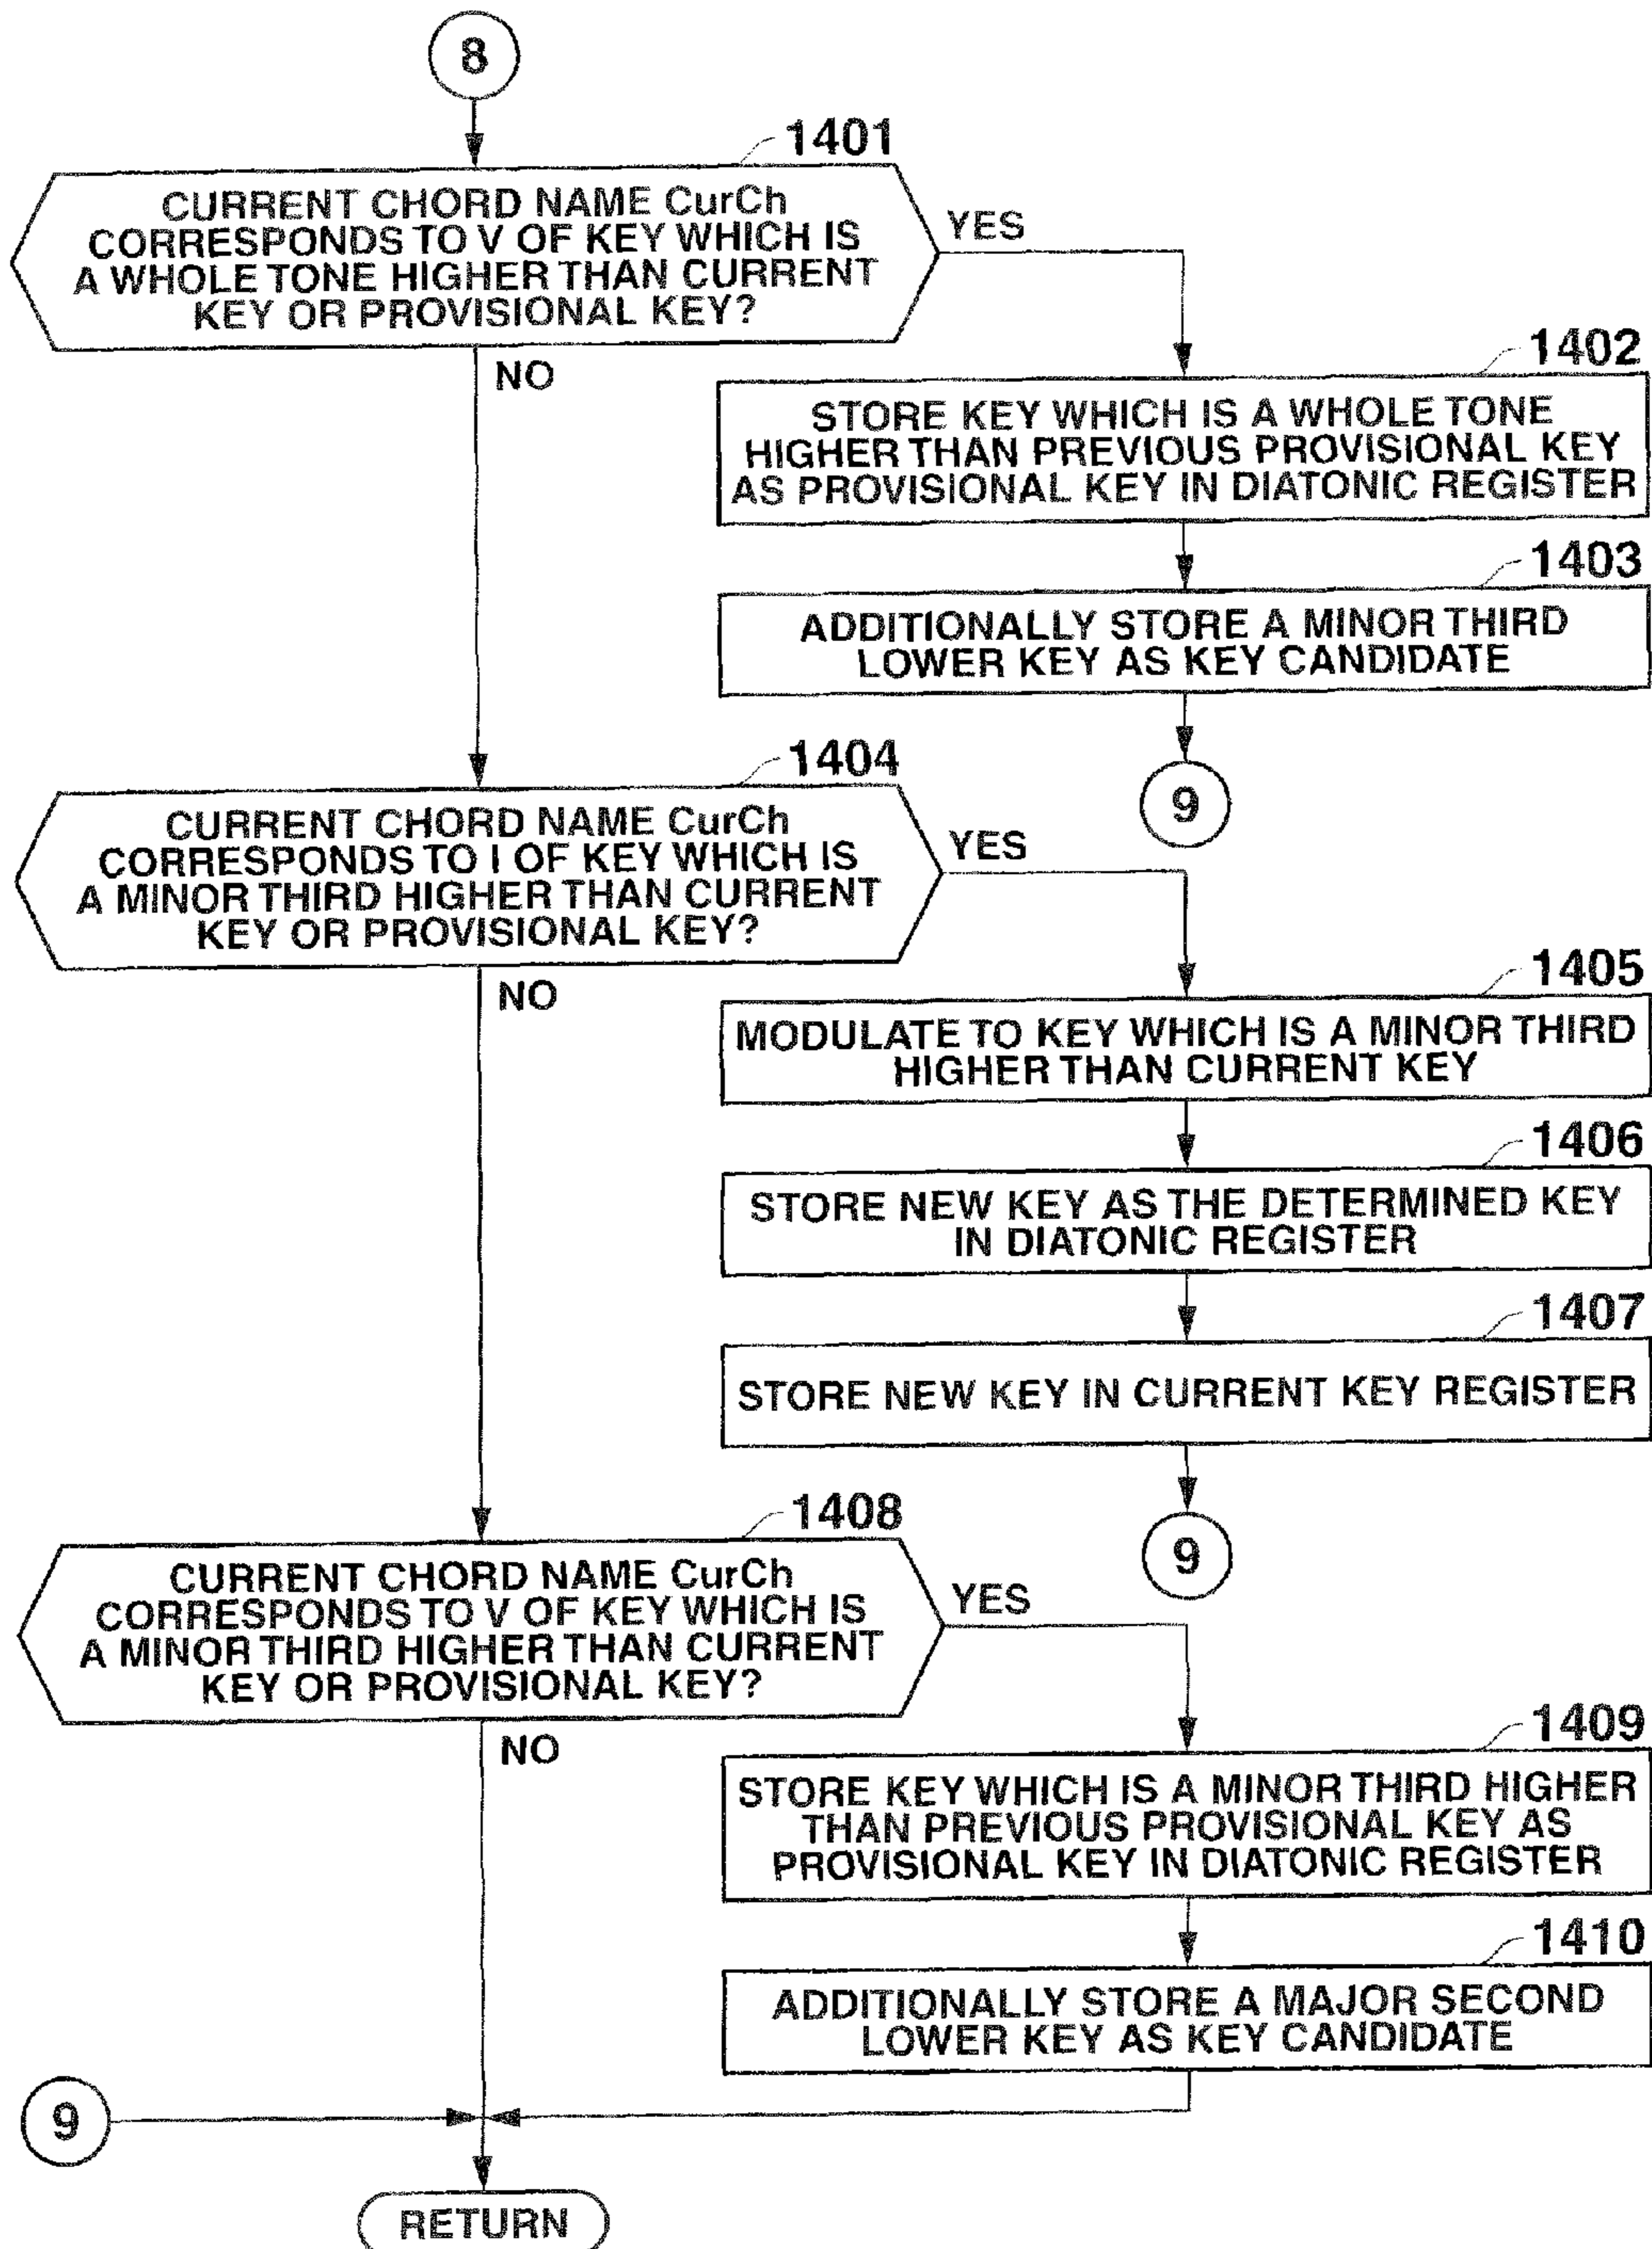 8
1401
CURRENT CHORD NAME CurCh
CORRESPONDS TO V OF KEY WHICH IS
A WHOLE TONE HIGHER THAN CURRENT
KEY OR PROVISIONAL KEY?
YES
NO
1402
STORE KEY WHICH IS A WHOLE TONE
HIGHER THAN PREVIOUS PROVISIONAL KEY
AS PROVISIONAL KEY IN DIATONIC REGISTER
1403
ADDITIONALLY STORE A MINOR THIRD
LOWER KEY AS KEY CANDIDATE
9
1404
CURRENT CHORD NAME CurCh
CORRESPONDS TO I OF KEY WHICH IS
A MINOR THIRD HIGHER THAN CURRENT
KEY OR PROVISIONAL KEY?
YES
NO
1405
MODULATE TO KEY WHICH IS A MINOR THIRD
HIGHER THAN CURRENT KEY
1406
STORE NEW KEY AS THE DETERMINED KEY
IN DIATONIC REGISTER
1407
STORE NEW KEY IN CURRENT KEY REGISTER
9
1408
CURRENT CHORD NAME CurCh
CORRESPONDS TO V OF KEY WHICH IS
A MINOR THIRD HIGHER THAN CURRENT
KEY OR PROVISIONAL KEY?
YES
NO
1409
STORE KEY WHICH IS A MINOR THIRD HIGHER
THAN PREVIOUS PROVISIONAL KEY AS
PROVISIONAL KEY IN DIATONIC REGISTER
1410
ADDITIONALLY STORE A MAJOR SECOND
LOWER KEY AS KEY CANDIDATE
9
RETURN